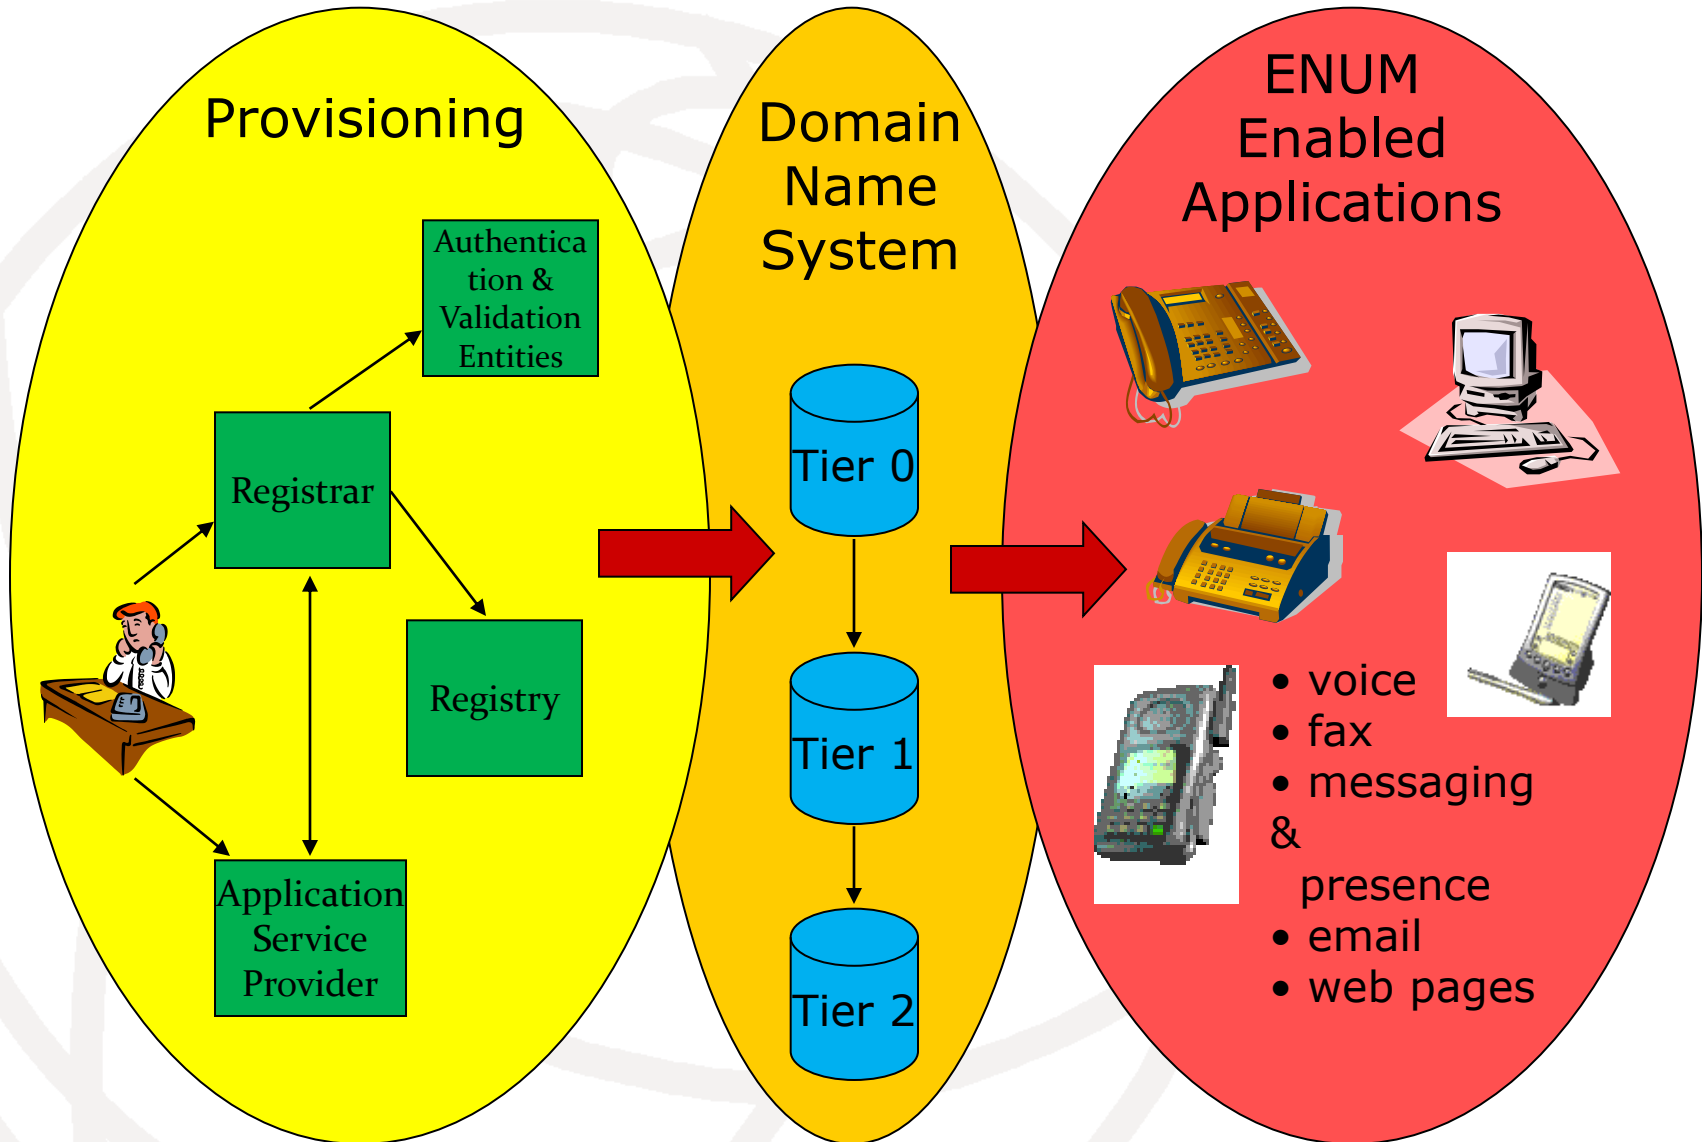 Provisioning
Authentica
tion &
Validation
Entities
Registrar
Registry
Application
Service
Provider
Domain
Name
System
Tier 0
Tier 1
Tier 2
ENUM
Enabled
Applications
• voice
• fax
• messaging
&
presence
• email
• web pages